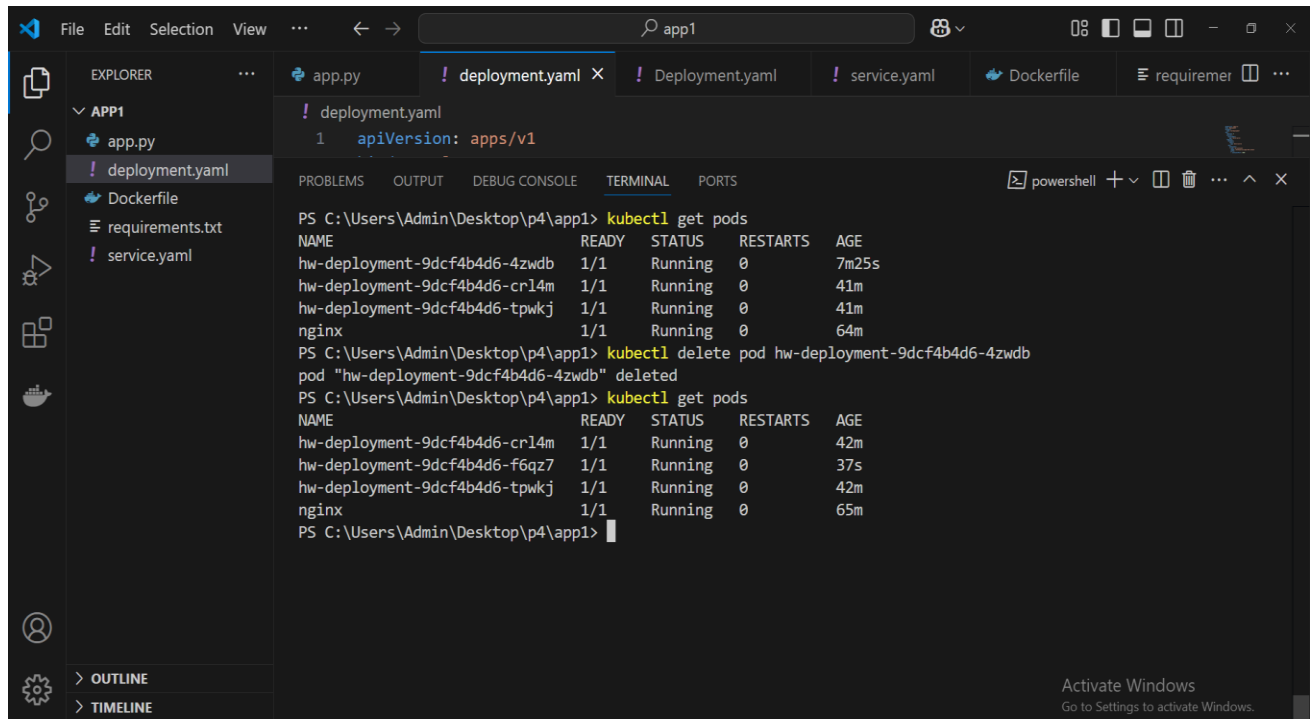 File Edit Selection View ... app1
EXPLORER ...
APP1
app.py
! deployment.yaml
Dockerfile
requirements.txt
! service.yaml
OUTLINE
TIMELINE
app.py ! deployment.yaml ! Deployment.yaml ! service.yaml Dockerfile requiremer ...
! deployment.yaml
1 apiVersion: apps/v1
PROBLEMS OUTPUT DEBUG CONSOLE TERMINAL PORTS powershell ...
PS C:\Users\Admin\Desktop\p4\app1> kubectl get pods
NAME READY STATUS RESTARTS AGE
hw-deployment-9dcf4b4d6-4zwdb 1/1 Running 0 7m25s
hw-deployment-9dcf4b4d6-crl4m 1/1 Running 0 41m
hw-deployment-9dcf4b4d6-tpwkj 1/1 Running 0 41m
nginx 1/1 Running 0 64m
PS C:\Users\Admin\Desktop\p4\app1> kubectl delete pod hw-deployment-9dcf4b4d6-4zwdb
pod "hw-deployment-9dcf4b4d6-4zwdb" deleted
PS C:\Users\Admin\Desktop\p4\app1> kubectl get pods
NAME READY STATUS RESTARTS AGE
hw-deployment-9dcf4b4d6-crl4m 1/1 Running 0 42m
hw-deployment-9dcf4b4d6-f6qz7 1/1 Running 0 37s
hw-deployment-9dcf4b4d6-tpwkj 1/1 Running 0 42m
nginx 1/1 Running 0 65m
PS C:\Users\Admin\Desktop\p4\app1>
Activate Windows
Go to Settings to activate Windows.